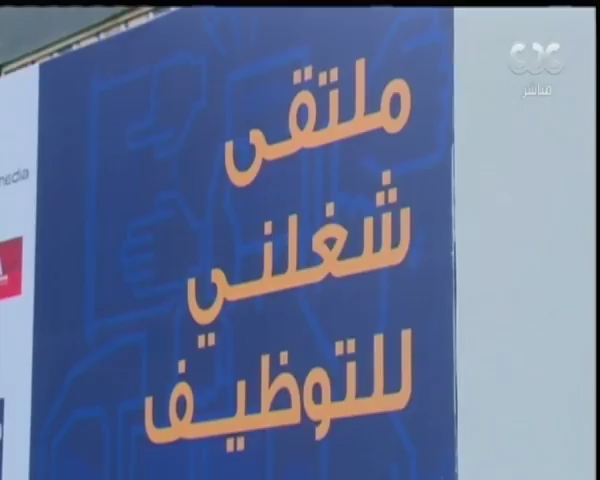 ملتقى
شغلني
للتوظيف
media
cbc
مباشر